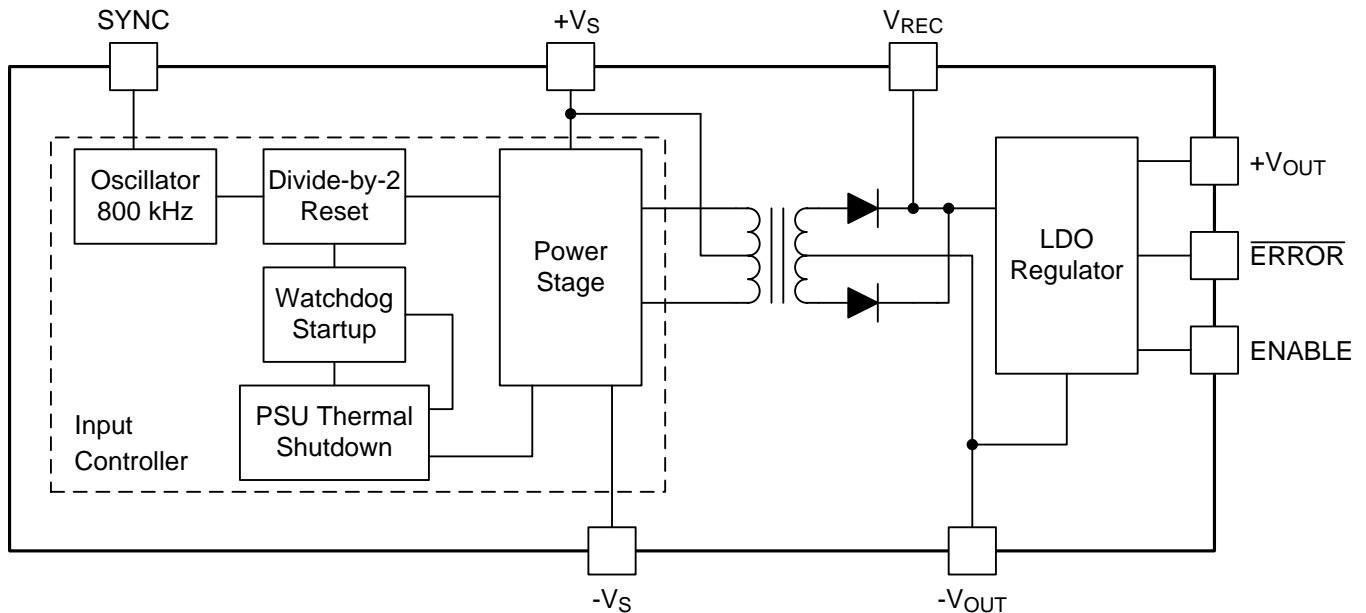 SYNC
+VS
VREC
Oscillator
800 kHz
Divide-by-2
Reset
Watchdog
Startup
PSU Thermal
Shutdown
Input
Controller
Power
Stage
LDO
Regulator
+VOUT
ERROR
ENABLE
-VS
-VOUT